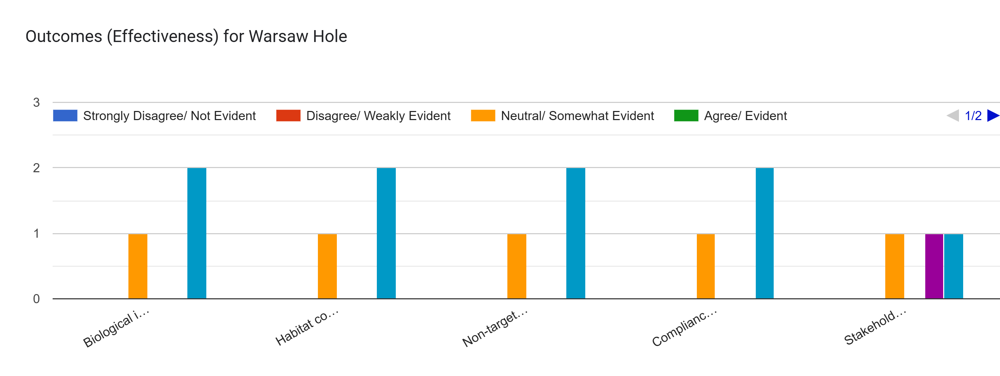 Outcomes (Effectiveness) for Warsaw Hole
3
Strongly Disagree/ Not Evident Disagree/ Weakly Evident Neutral/ Somewhat Evident Agree/ Evident 1/2
2
1
0
Biological i... Habitat co... Non-target... Complianc... Stakehold...